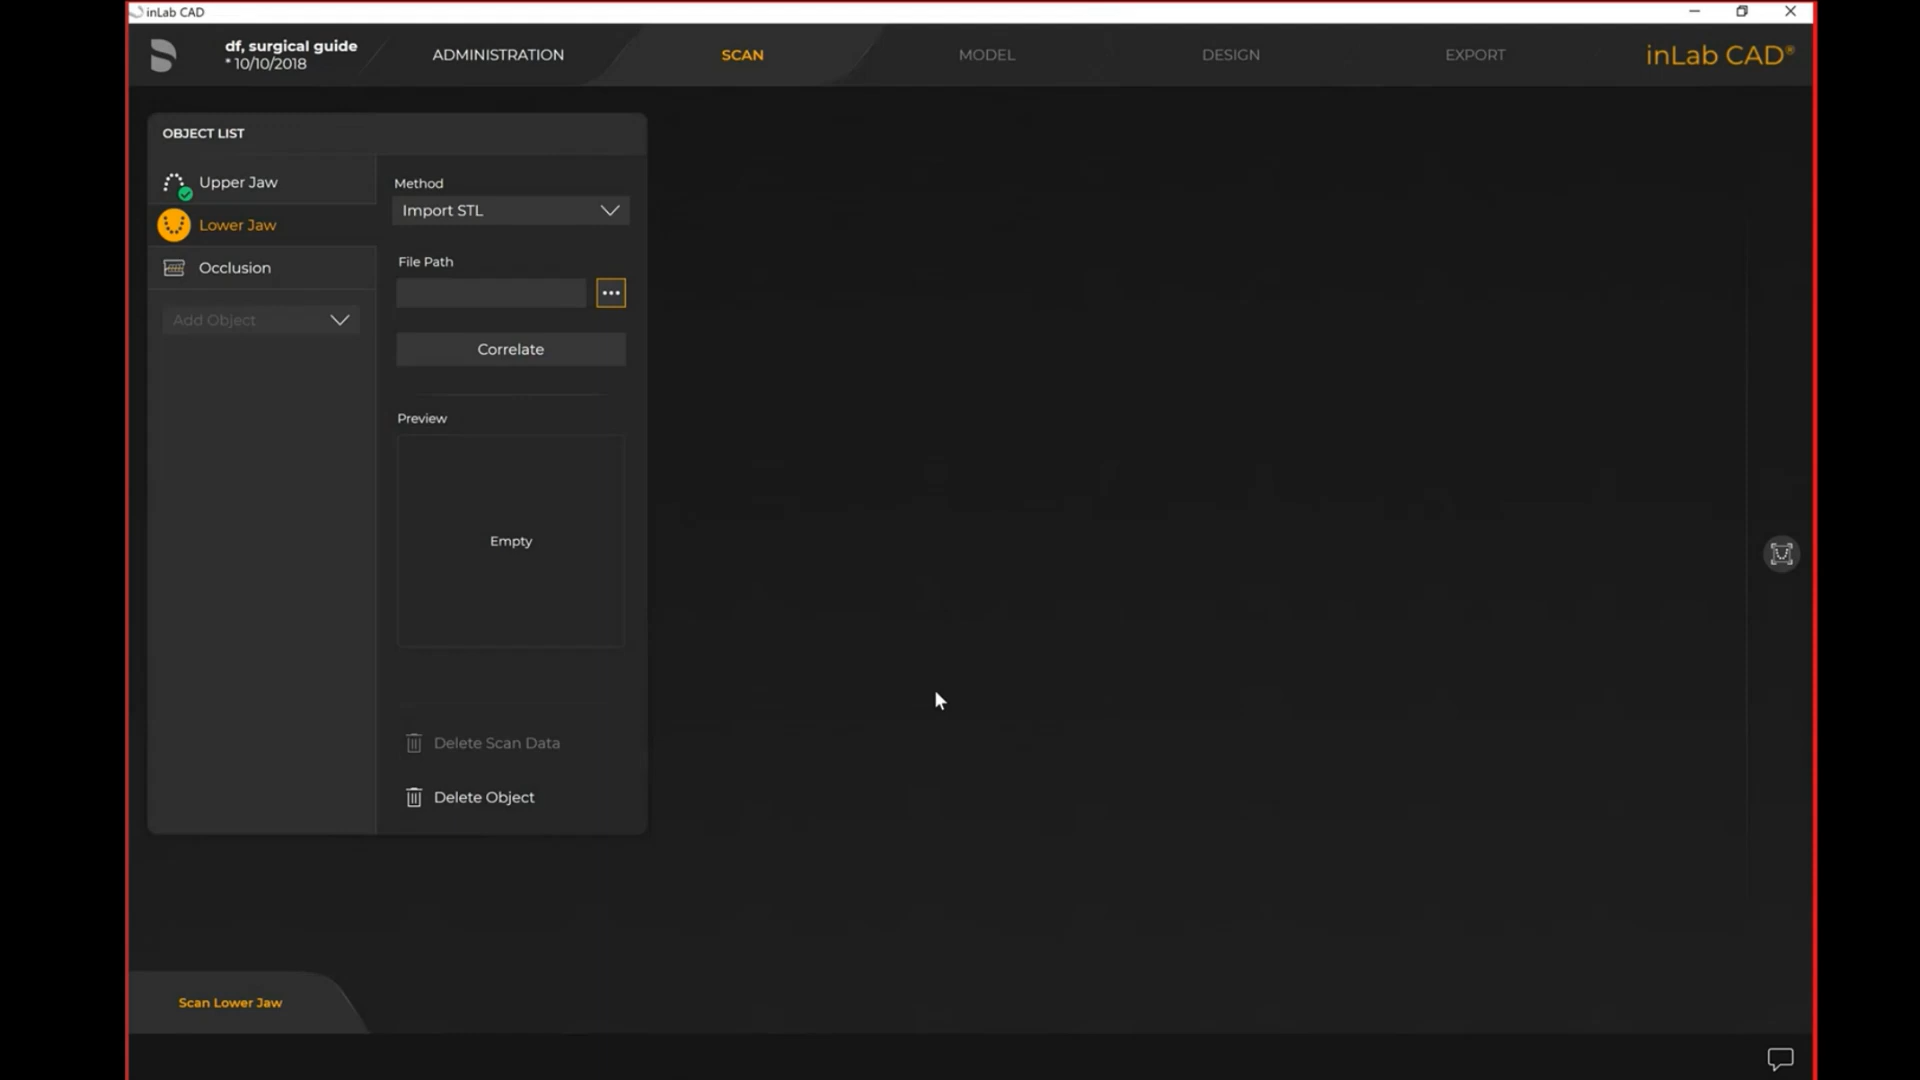 inLab CAD
df, surgical guide
* 10/10/2018
ADMINISTRATION
SCAN
MODEL
DESIGN
EXPORT
inLab CAD®
OBJECT LIST
Upper Jaw
Lower Jaw
Occlusion
Add Object
Method
Import STL
File Path
...
Correlate
Preview
Empty
Delete Scan Data
Delete Object
Scan Lower Jaw